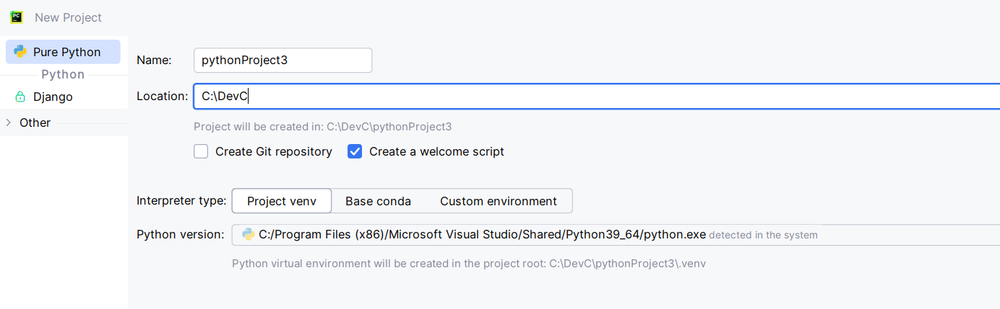 PC New Project
Pure Python
Python
Django
Other
Name: pythonProject3
Location: C:\DevC
Project will be created in: C:\DevC\pythonProject3
Create Git repository Create a welcome script
Interpreter type: Project venv Base conda Custom environment
Python version: C:/Program Files (x86)/Microsoft Visual Studio/Shared/Python39_64/python.exe detected in the system
Python virtual environment will be created in the project root: C:\DevC\pythonProject3\.venv